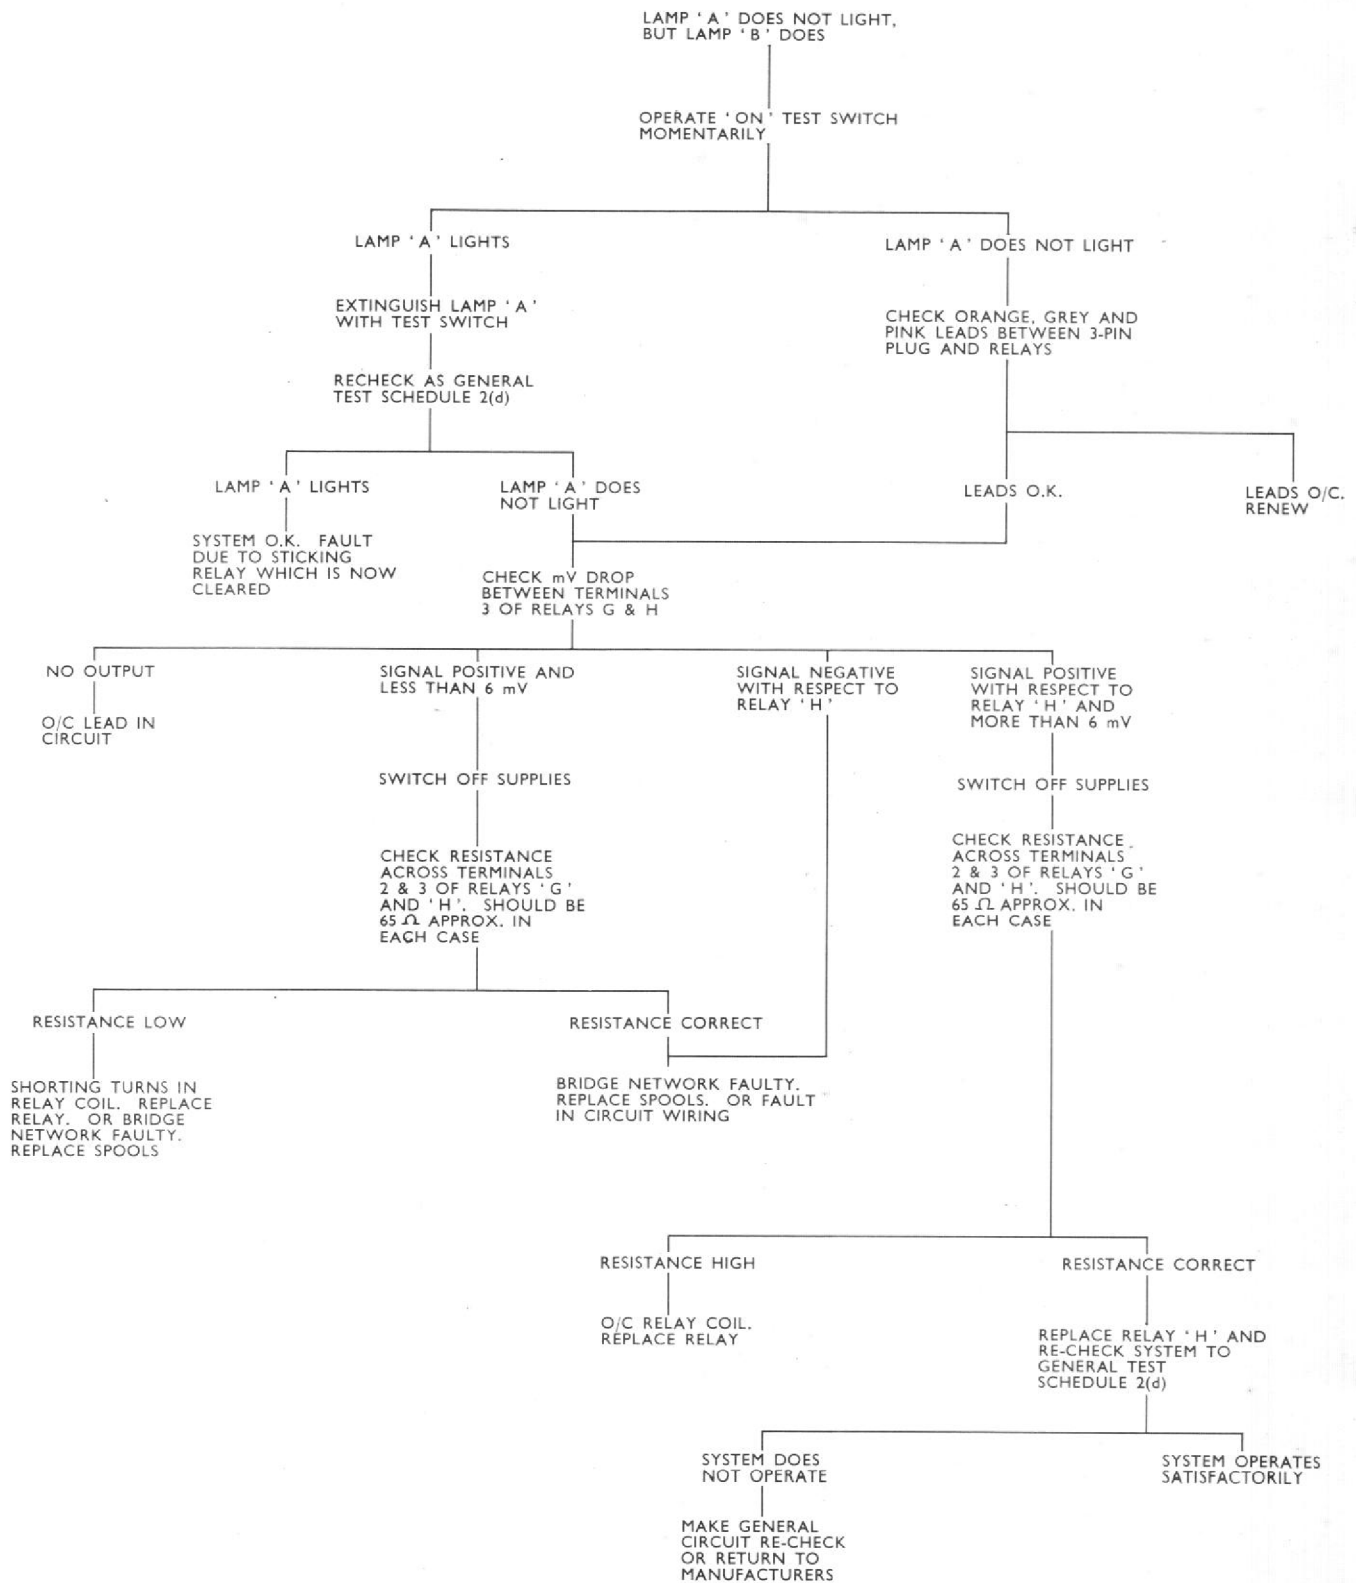 LAMP ‘A’ DOES NOT LIGHT,
BUT LAMP ‘B’ DOES
OPERATE ‘ON’ TEST SWITCH
MOMENTARILY
LAMP ‘A’ LIGHTS
LAMP ‘A’ DOES NOT LIGHT
EXTINGUISH LAMP ‘A’
WITH TEST SWITCH
CHECK ORANGE, GREY AND
PINK LEADS BETWEEN 3-PIN
PLUG AND RELAYS
RECHECK AS GENERAL
TEST SCHEDULE 2(d)
LAMP ‘A’ LIGHTS
LAMP ‘A’ DOES
NOT LIGHT
LEADS O.K.
LEADS O/C.
RENEW
SYSTEM O.K. FAULT
DUE TO STICKING
RELAY WHICH IS NOW
CLEARED
CHECK mV DROP
BETWEEN TERMINALS
3 OF RELAYS G & H
NO OUTPUT
O/C LEAD IN
CIRCUIT
SIGNAL POSITIVE AND
LESS THAN 6 mV
SIGNAL NEGATIVE
WITH RESPECT TO
RELAY ‘H’
SIGNAL POSITIVE
WITH RESPECT TO
RELAY ‘H’ AND
MORE THAN 6 mV
SWITCH OFF SUPPLIES
SWITCH OFF SUPPLIES
CHECK RESISTANCE
ACROSS TERMINALS
2 & 3 OF RELAYS ‘G’
AND ‘H’. SHOULD BE
65 Ω APPROX. IN
EACH CASE
CHECK RESISTANCE
ACROSS TERMINALS
2 & 3 OF RELAYS ‘G’
AND ‘H’. SHOULD BE
65 Ω APPROX. IN
EACH CASE
RESISTANCE LOW
RESISTANCE CORRECT
SHORTING TURNS IN
RELAY COIL. REPLACE
RELAY. OR BRIDGE
NETWORK FAULTY.
REPLACE SPOOLS
BRIDGE NETWORK FAULTY.
REPLACE SPOOLS. OR FAULT
IN CIRCUIT WIRING
RESISTANCE HIGH
RESISTANCE CORRECT
O/C RELAY COIL.
REPLACE RELAY
REPLACE RELAY ‘H’ AND
RE-CHECK SYSTEM TO
GENERAL TEST
SCHEDULE 2(d)
SYSTEM DOES
NOT OPERATE
SYSTEM OPERATES
SATISFACTORILY
MAKE GENERAL
CIRCUIT RE-CHECK
OR RETURN TO
MANUFACTURERS